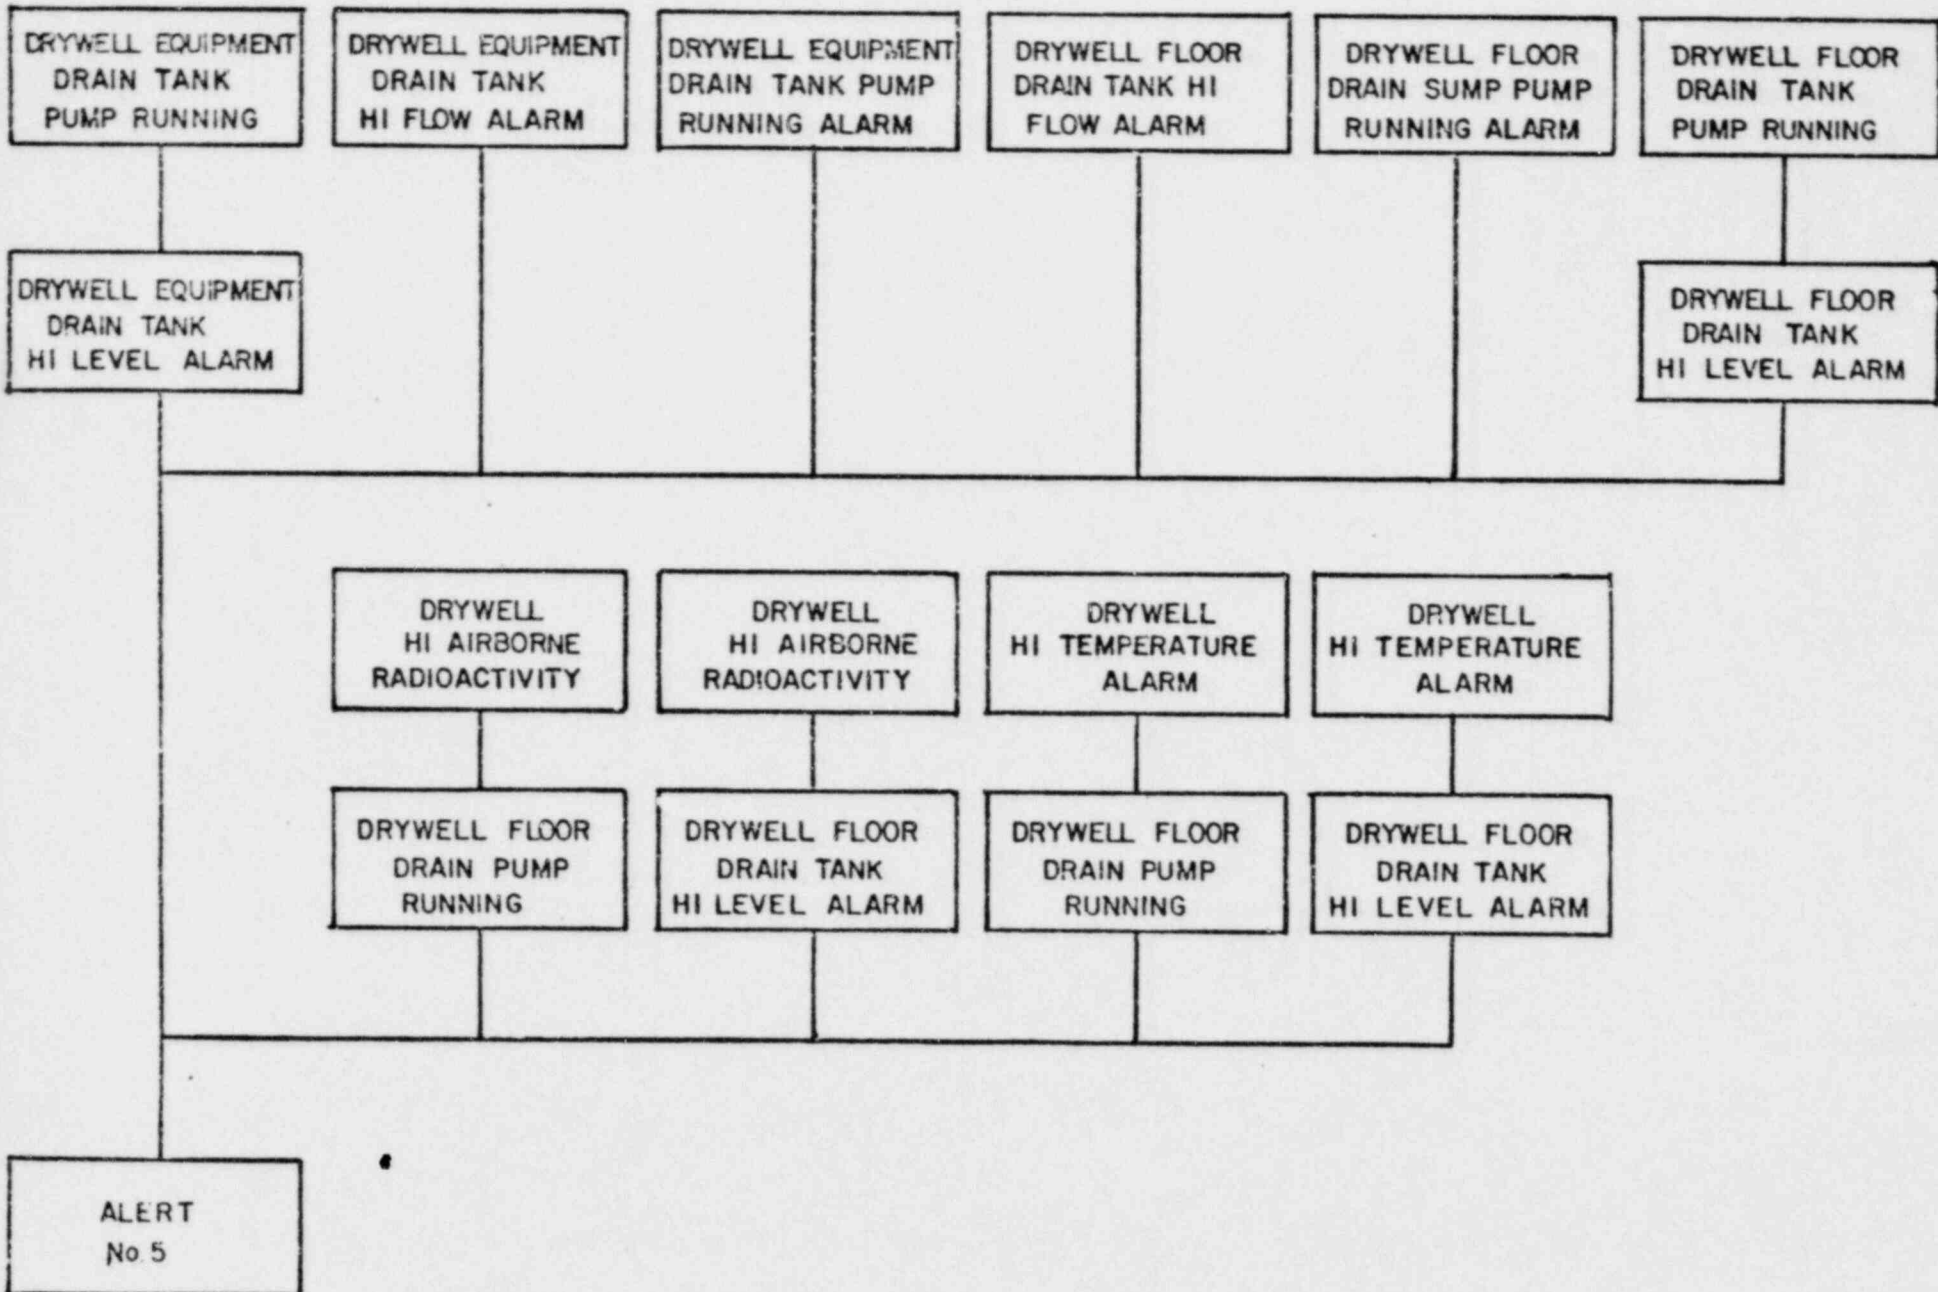 DRYWELL EQUIPMENT
DRAIN TANK
PUMP RUNNING
DRYWELL EQUIPMENT
DRAIN TANK
HI FLOW ALARM
DRYWELL EQUIPMENT
DRAIN TANK PUMP
RUNNING ALARM
DRYWELL FLOOR
DRAIN TANK HI
FLOW ALARM
DRYWELL FLOOR
DRAIN SUMP PUMP
RUNNING ALARM
DRYWELL FLOOR
DRAIN TANK
PUMP RUNNING
DRYWELL EQUIPMENT
DRAIN TANK
HI LEVEL ALARM
DRYWELL FLOOR
DRAIN TANK
HI LEVEL ALARM
DRYWELL
HI AIRBORNE
RADIOACTIVITY
DRYWELL
HI AIRBORNE
RADIOACTIVITY
DRYWELL
HI TEMPERATURE
ALARM
DRYWELL
HI TEMPERATURE
ALARM
DRYWELL FLOOR
DRAIN PUMP
RUNNING
DRYWELL FLOOR
DRAIN TANK
HI LEVEL ALARM
DRYWELL FLOOR
DRAIN PUMP
RUNNING
DRYWELL FLOOR
DRAIN TANK
HI LEVEL ALARM
ALERT
No. 5